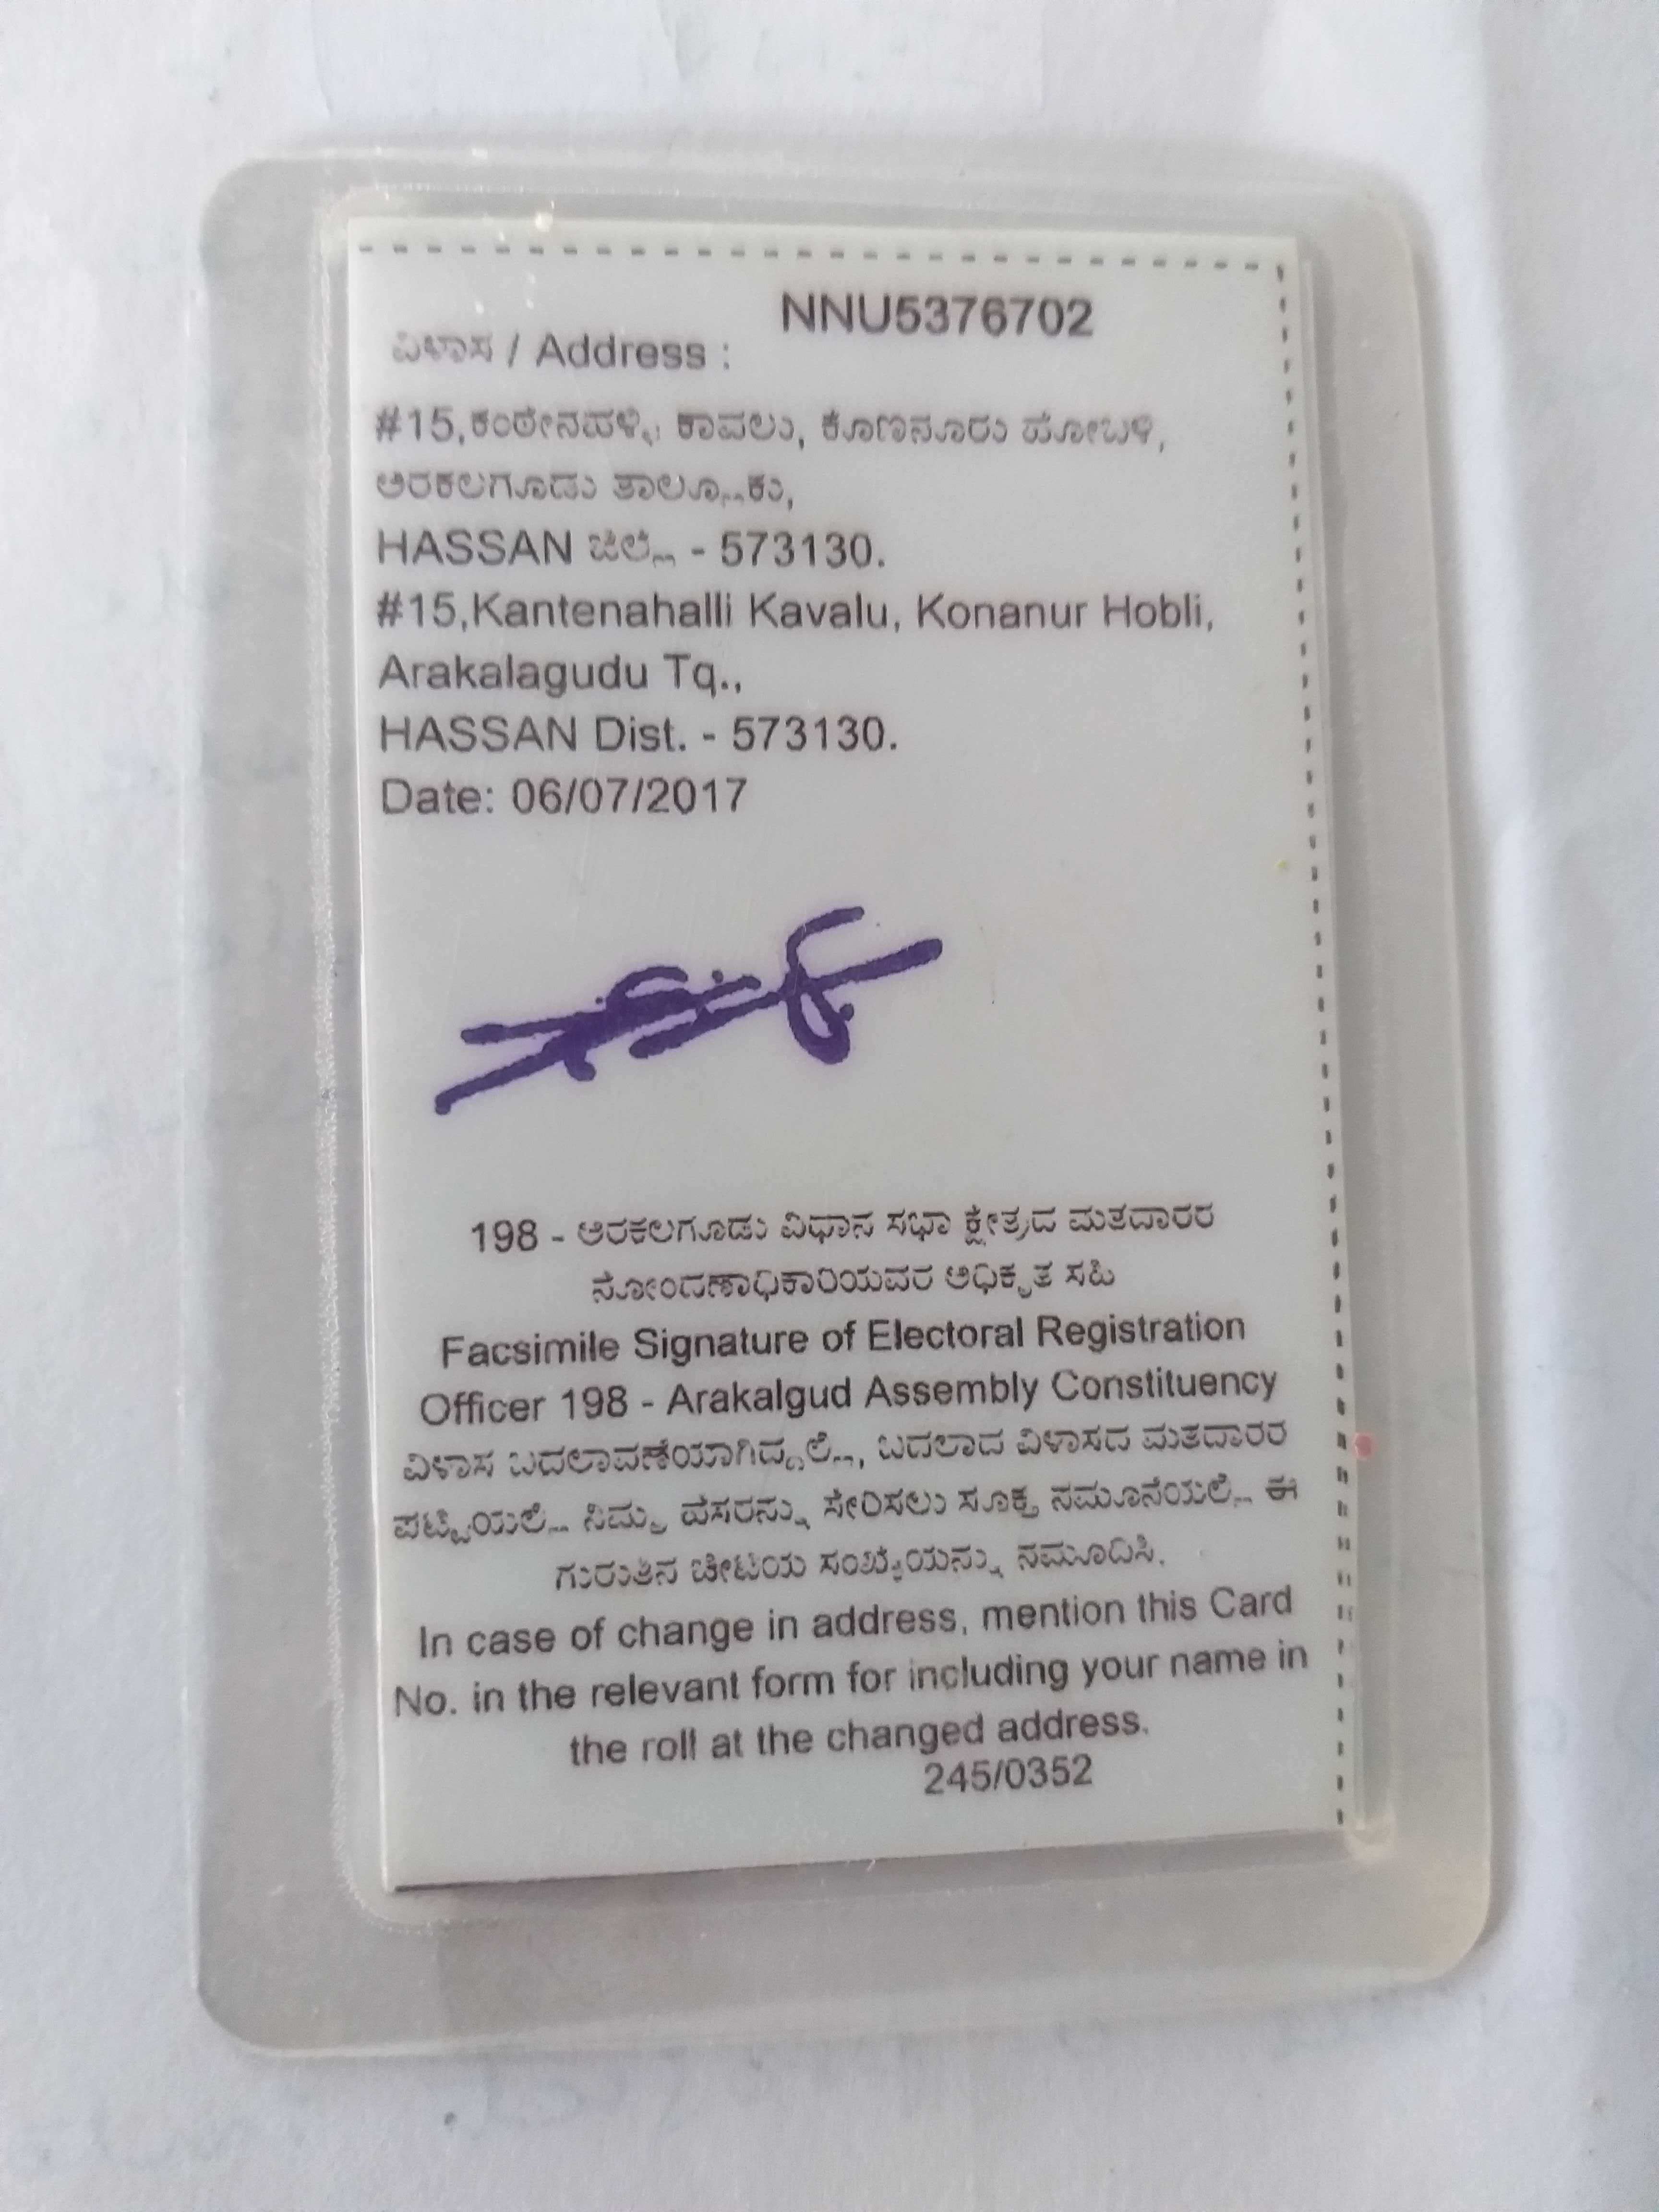 NNU5376702
ವಿಳಾಸ / Address :
#15,ಕಂಠೇನಹಳ್ಳಿ ಕಾವಲು, ಕೊಣನೂರು ಹೋಬಳಿ,
ಅರಕಲಗೂಡು ತಾಲ್ಲೂಕು,
HASSAN ಜಿಲ್ಲೆ - 573130.
#15,Kantenahalli Kavalu, Konanur Hobli,
Arakalagudu Tq.,
HASSAN Dist. - 573130.
Date: 06/07/2017
198 - ಅರಕಲಗೂಡು ವಿಧಾನ ಸಭಾ ಕ್ಷೇತ್ರದ ಮತದಾರರ
ನೋಂದಣಾಧಿಕಾರಿಯವರ ಅಧಿಕೃತ ಸಹಿ
Facsimile Signature of Electoral Registration
Officer 198 - Arakalgud Assembly Constituency
ವಿಳಾಸ ಬದಲಾವಣೆಯಾಗಿದ್ದಲ್ಲಿ, ಬದಲಾದ ವಿಳಾಸದ ಮತದಾರರ
ಪಟ್ಟಿಯಲ್ಲಿ ನಿಮ್ಮ ಹೆಸರನ್ನು ಸೇರಿಸಲು ಸೂಕ್ತ ನಮೂನೆಯಲ್ಲಿ ಈ
ಗುರುತಿನ ಚೀಟಿಯ ಸಂಖ್ಯೆಯನ್ನು ನಮೂದಿಸಿ.
In case of change in address, mention this Card
No. in the relevant form for including your name in
the roll at the changed address.
245/0352